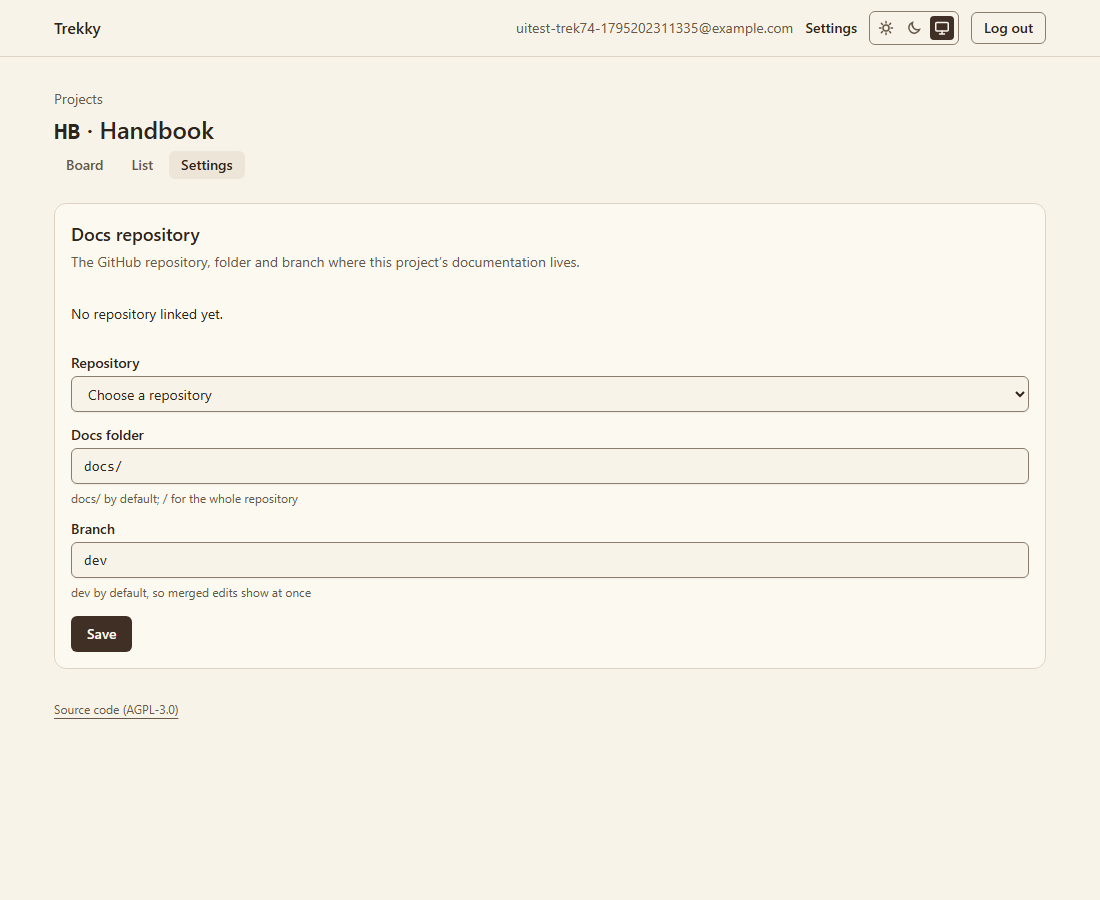 Trekky
uitest-trek74-1795202311335@example.com
Settings
Log out
Projects
HB · Handbook
Board
List
Settings
Docs repository
The GitHub repository, folder and branch where this project’s documentation lives.
No repository linked yet.
Repository
Choose a repository
Docs folder
docs/
docs/ by default; / for the whole repository
Branch
dev
dev by default, so merged edits show at once
Save
Source code (AGPL-3.0)